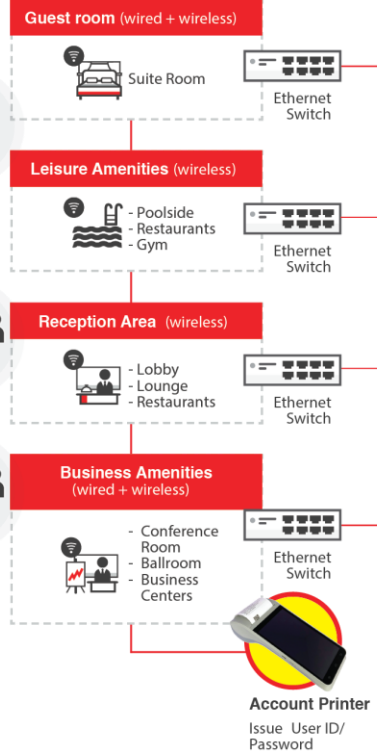 Guest room (wired + wireless)
Suite Room
Ethernet
Switch
Leisure Amenities (wireless)
- Poolside
- Restaurants
- Gym
Ethernet
Switch
Reception Area (wireless)
- Lobby
- Lounge
- Restaurants
Ethernet
Switch
Business Amenities
(wired + wireless)
- Conference
Room
- Ballroom
- Business
Centers
Ethernet
Switch
Account Printer
Issue User ID/
Password